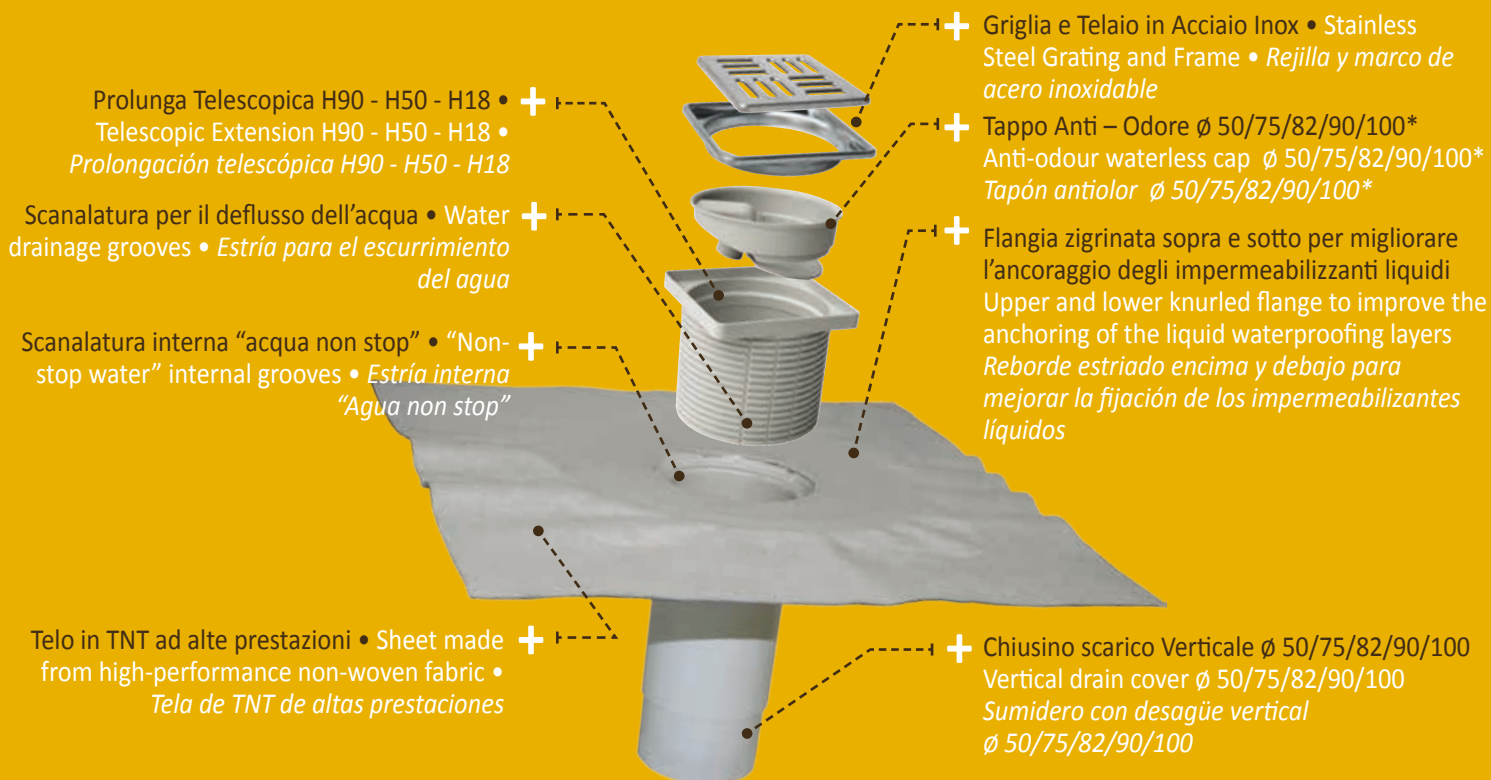 Prolunga Telescopica H90 - H50 - H18 •
Telescopic Extension H90 - H50 - H18 •
Prolongación telescópica H90 - H50 - H18
Scanalatura per il deflusso dell’acqua • Water
drainage grooves • Estría para el escurrimiento
del agua
Scanalatura interna “acqua non stop” • “Non-
stop water” internal grooves • Estría interna
“Agua non stop”
Telo in TNT ad alte prestazioni • Sheet made
from high-performance non-woven fabric •
Tela de TNT de altas prestaciones
Griglia e Telaio in Acciaio Inox • Stainless
Steel Grating and Frame • Rejilla y marco de
acero inoxidable
Tappo Anti – Odore ø 50/75/82/90/100*
Anti-odour waterless cap ø 50/75/82/90/100*
Tapón antiolor ø 50/75/82/90/100*
Flangia zigrinata sopra e sotto per migliorare
l’ancoraggio degli impermeabilizzanti liquidi
Upper and lower knurled flange to improve the
anchoring of the liquid waterproofing layers
Reborde estriado encima y debajo para
mejorar la fijación de los impermeabilizantes
líquidos
Chiusino scarico Verticale ø 50/75/82/90/100
Vertical drain cover ø 50/75/82/90/100
Sumidero con desagüe vertical
ø 50/75/82/90/100